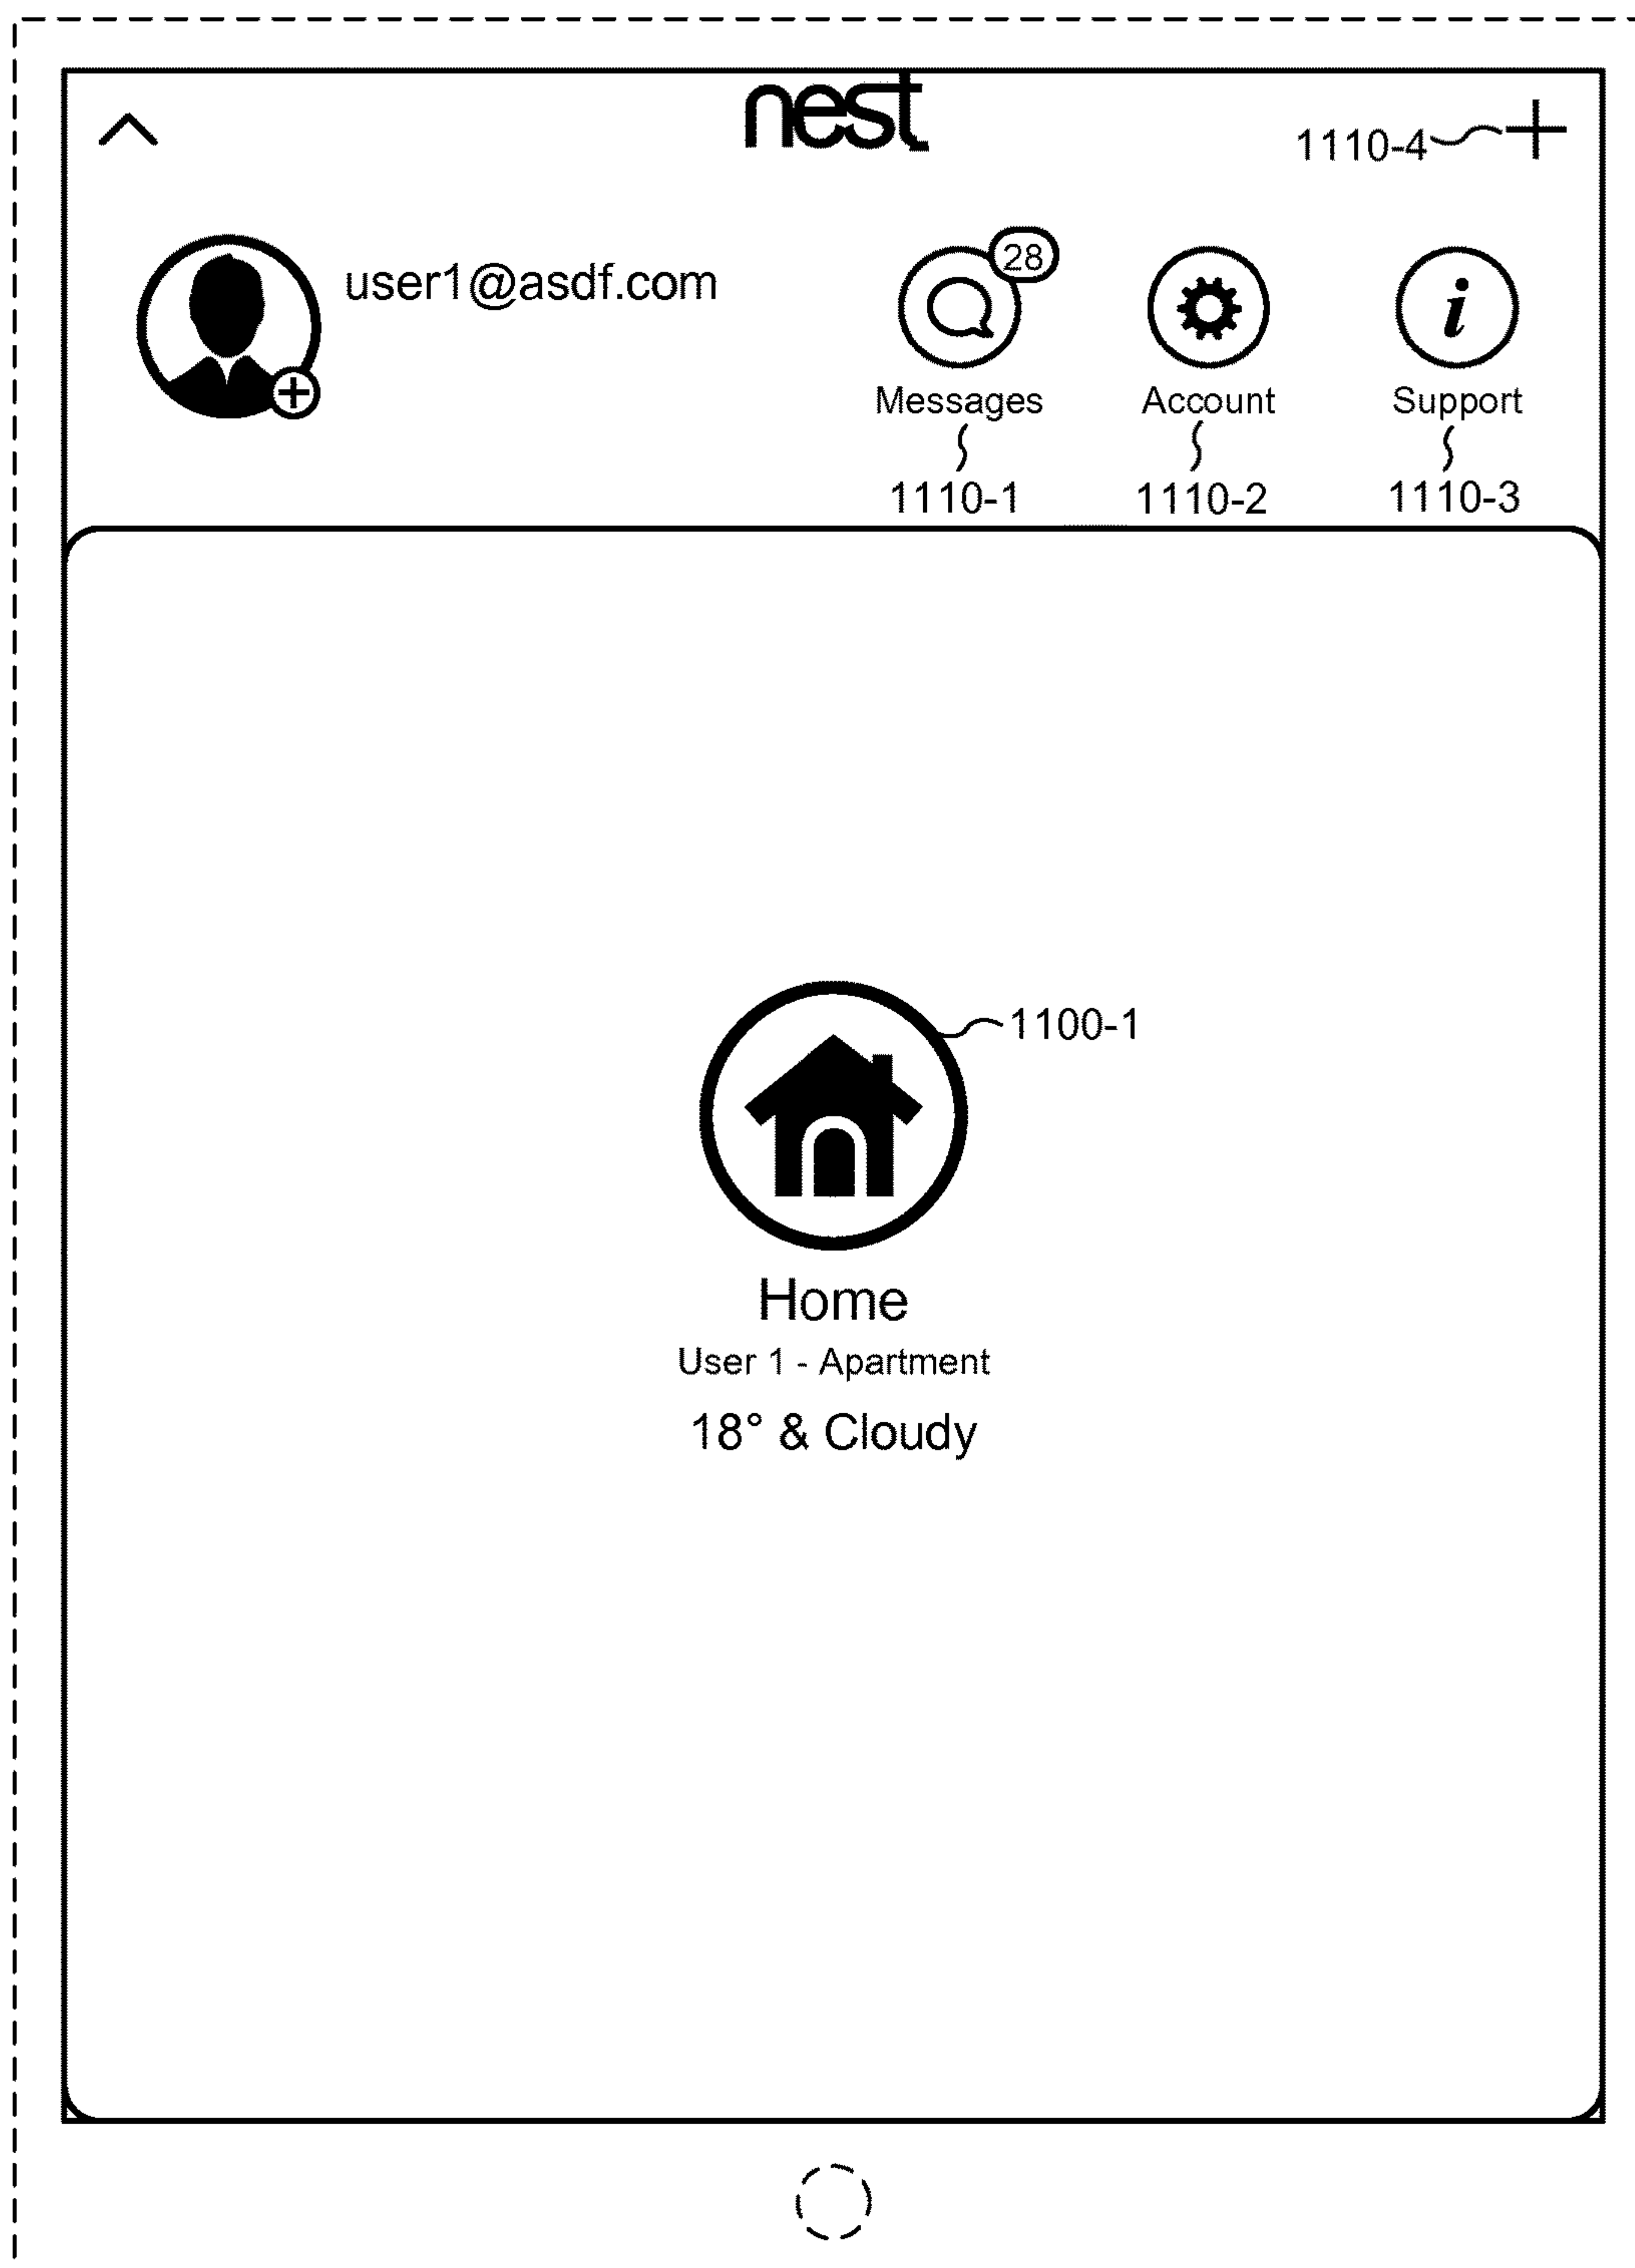 nest
1110-4
user1@asdf.com
28
Messages
Account
Support
1110-1
1110-2
1110-3
1100-1
Home
User 1 - Apartment
18° & Cloudy